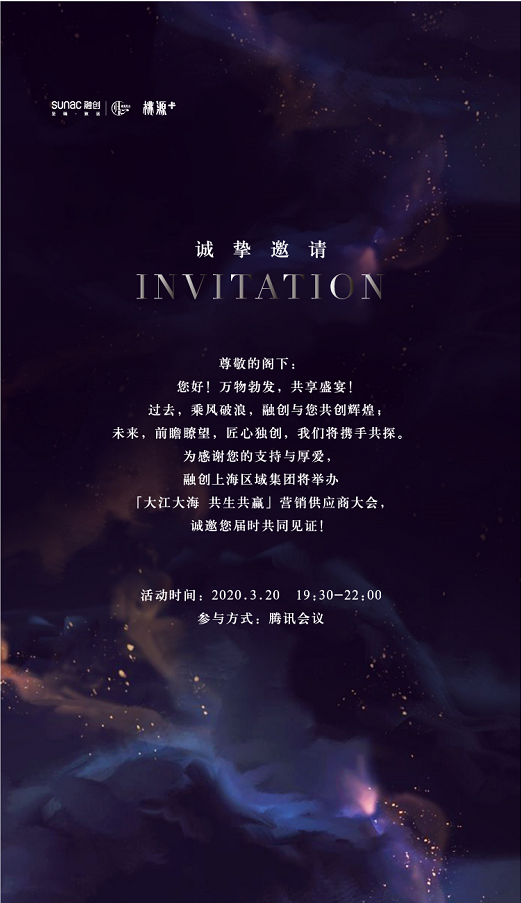 sunac 融创
桃源卡
诚挚邀请
INVITATION
尊敬的阁下：
您好！万物勃发，共享盛宴！
过去，乘风破浪，融创与您共创辉煌；
未来，前瞻瞭望，匠心独创，我们将携手共探。
为感谢您的支持与厚爱，
融创上海区域集团将举办
「大江大海 共生共赢」营销供应商大会，
诚邀您届时共同见证！
活动时间：2020.3.20 19:30-22:00
参与方式：腾讯会议